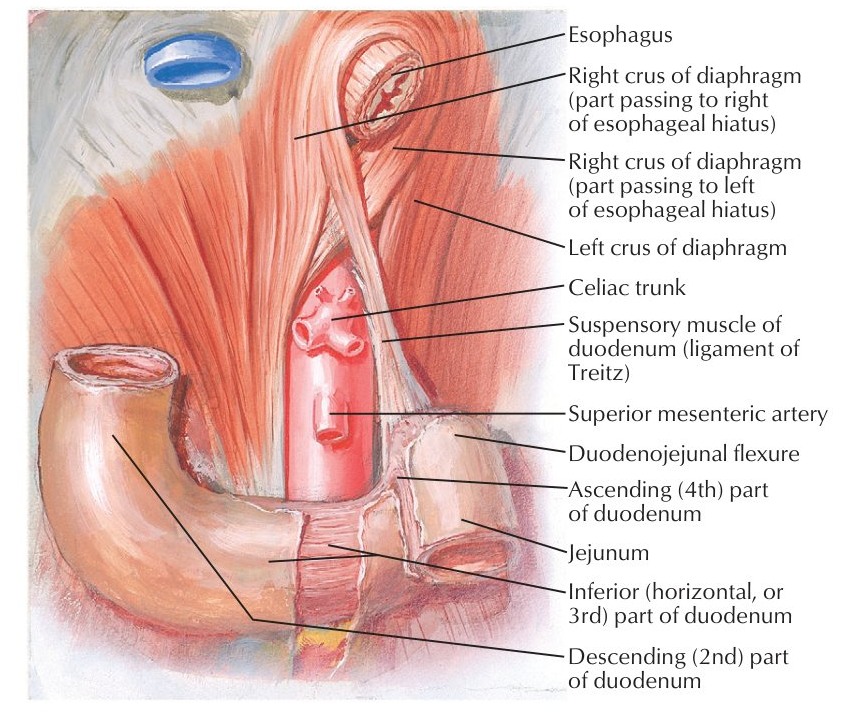 Esophagus
Right crus of diaphragm
(part passing to right
of esophageal hiatus)
Right crus of diaphragm
(part passing to left
of esophageal hiatus)
Left crus of diaphragm
Celiac trunk
Suspensory muscle of
duodenum (ligament of
Treitz)
Superior mesenteric artery
Duodenojejunal flexure
Ascending (4th) part
of duodenum
Jejunum
Inferior (horizontal, or
3rd) part of duodenum
Descending (2nd) part
of duodenum